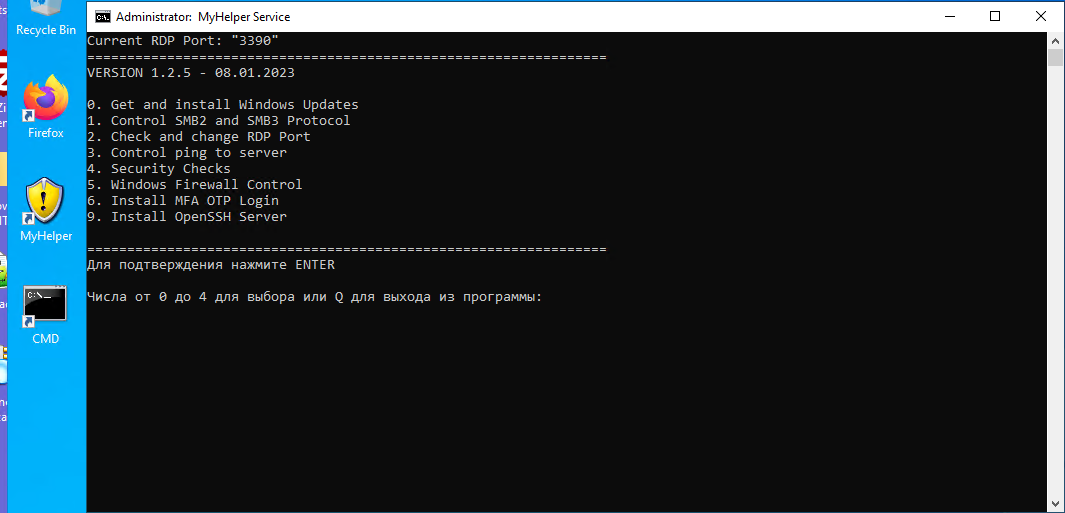 Recycle Bin
Firefox
MyHelper
CMD
Administrator: MyHelper Service
Current RDP Port: "3390"
=================================================================
VERSION 1.2.5 - 08.01.2023
0. Get and install Windows Updates
1. Control SMB2 and SMB3 Protocol
2. Check and change RDP Port
3. Control ping to server
4. Security Checks
5. Windows Firewall Control
6. Install MFA OTP Login
9. Install OpenSSH Server
=================================================================
Для подтверждения нажмите ENTER
Числа от 0 до 4 для выбора или Q для выхода из программы: